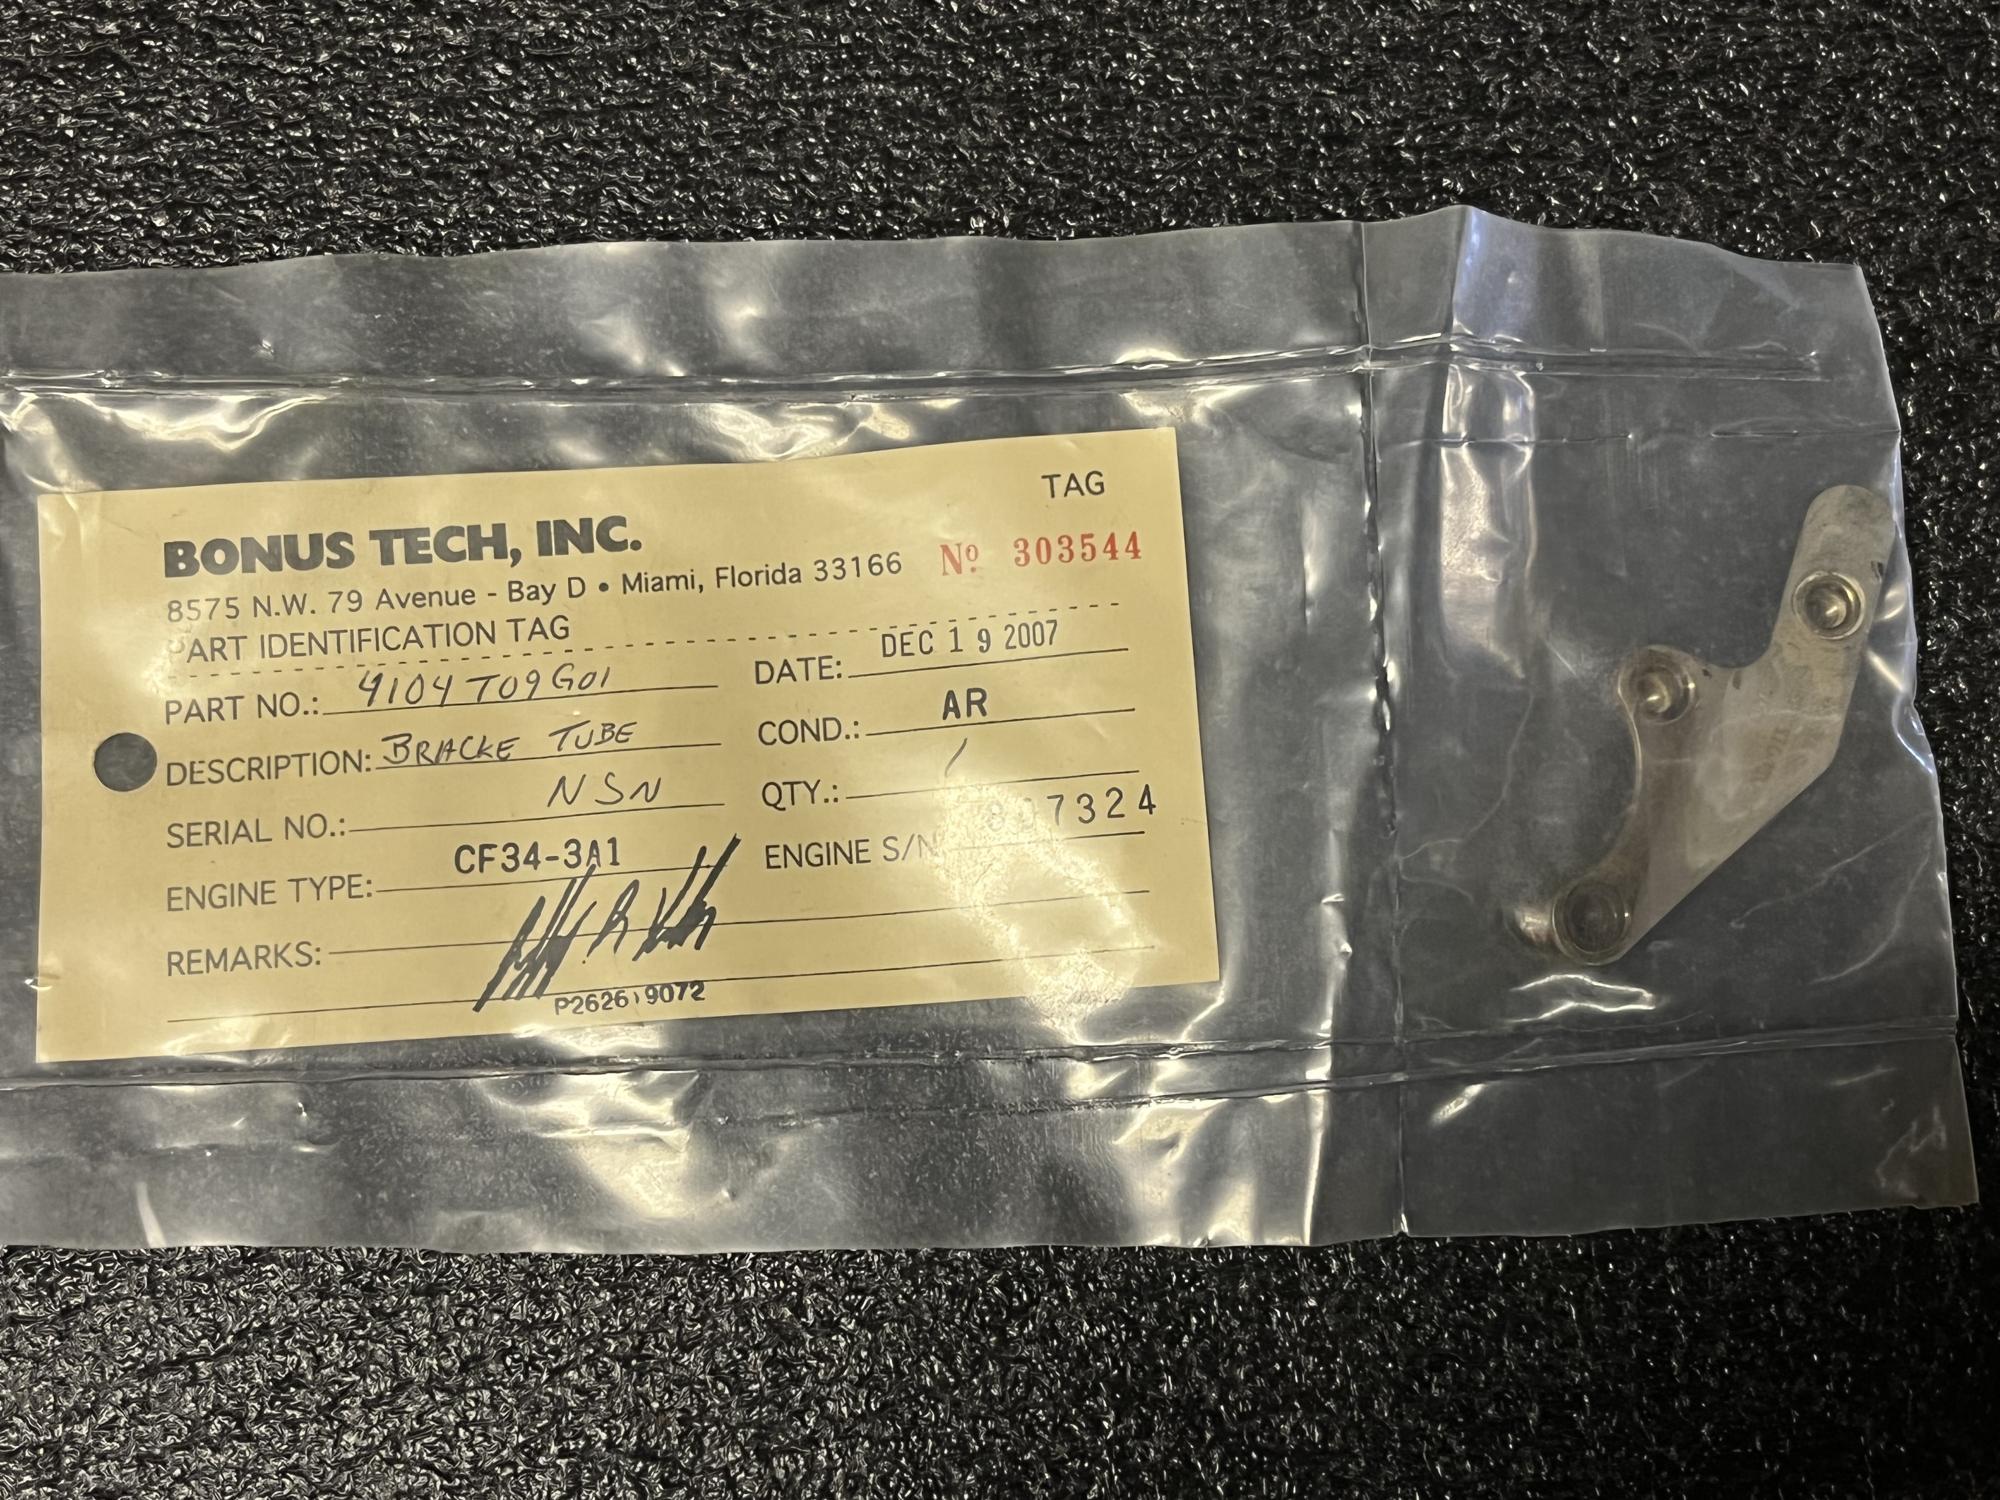 TAG
BONUS TECH, INC.
8575 N.W. 79 Avenue - Bay D • Miami, Florida 33166 Nº 303544
PART IDENTIFICATION TAG
PART NO.: 4104T09G01 DATE: DEC 19 2007
DESCRIPTION: BRACKE TUBE COND.: AR
SERIAL NO.: NSN QTY.: 1
ENGINE TYPE: CF34-3A1 ENGINE S/N 807324
REMARKS: